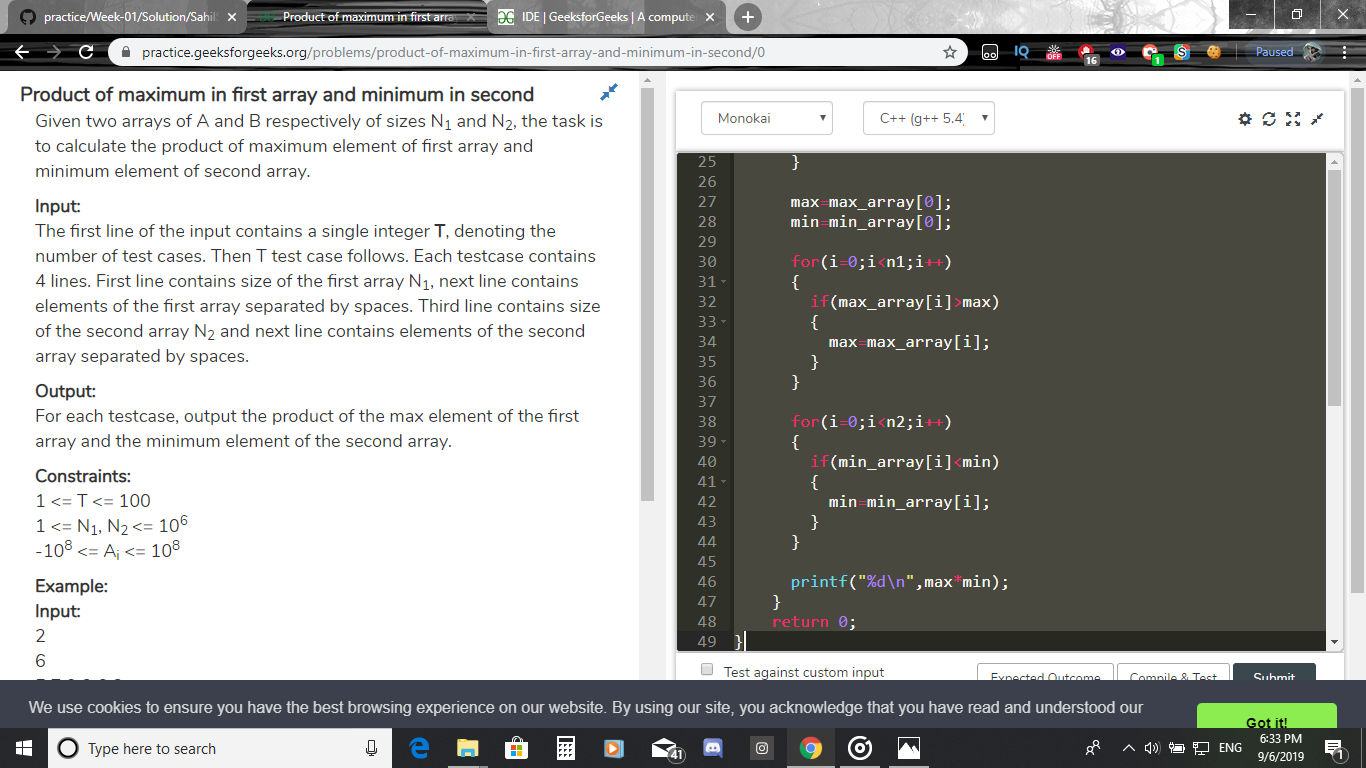 practice/Week-01/Solution/Sahil
Product of maximum in first arra
IDE | GeeksforGeeks | A compute
practice.geeksforgeeks.org/problems/product-of-maximum-in-first-array-and-minimum-in-second/0
IQ
OFF
16
1
S
Paused
Product of maximum in first array and minimum in second
Given two arrays of A and B respectively of sizes N1 and N2, the task is
to calculate the product of maximum element of first array and
minimum element of second array.
Input:
The first line of the input contains a single integer T, denoting the
number of test cases. Then T test case follows. Each testcase contains
4 lines. First line contains size of the first array N1, next line contains
elements of the first array separated by spaces. Third line contains size
of the second array N2 and next line contains elements of the second
array separated by spaces.
Output:
For each testcase, output the product of the max element of the first
array and the minimum element of the second array.
Constraints:
1 <= T <= 100
1 <= N1, N2 <= 10^6
-10^8 <= Ai <= 10^8
Example:
Input:
2
6
Monokai
C++ (g++ 5.4)
25 }
26
27 max=max_array[0];
28 min=min_array[0];
29
30 for(i=0;i<n1;i++)
31 {
32 if(max_array[i]>max)
33 {
34 max=max_array[i];
35 }
36 }
37
38 for(i=0;i<n2;i++)
39 {
40 if(min_array[i]<min)
41 {
42 min=min_array[i];
43 }
44 }
45
46 printf("%d\n",max*min);
47 }
48 return 0;
49 }
Test against custom input
Expected Outcome
Compile & Test
Submit
We use cookies to ensure you have the best browsing experience on our website. By using our site, you acknowledge that you have read and understood our
Got it!
Type here to search
41
ENG
6:33 PM
9/6/2019
1